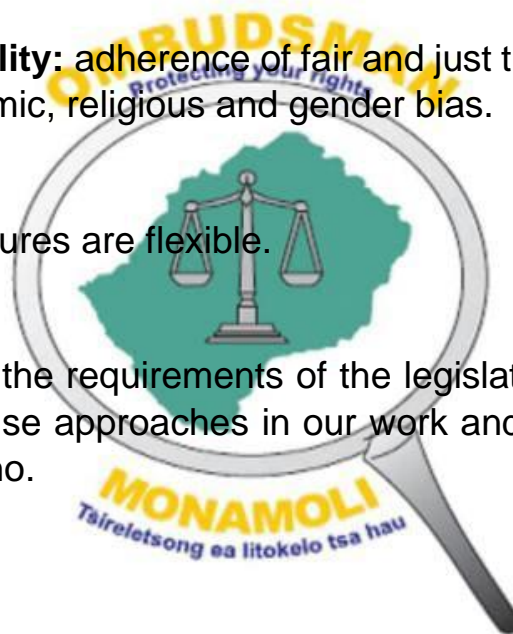 OMBUDSMAN
lity: adherence of fair and just t
Protecting your rights
mic, religious and gender bias.
ures are flexible.
the requirements of the legislat
se approaches in our work and
no.
MONAMOLI
Tsireletsong ea litokelo tsa hau